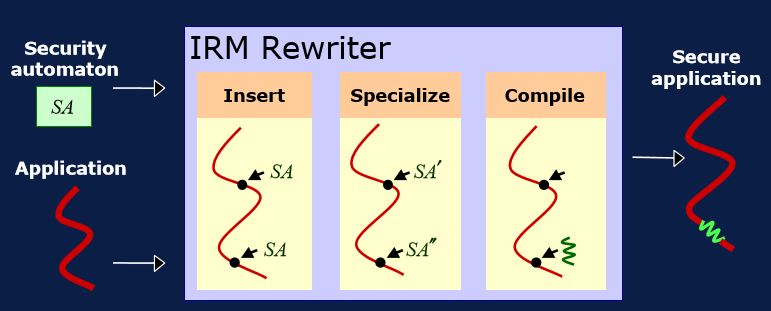 Security
automaton
SA
Application
IRM Rewriter
Insert
SA
SA
Specialize
SA′
SA″
Compile
Secure
application